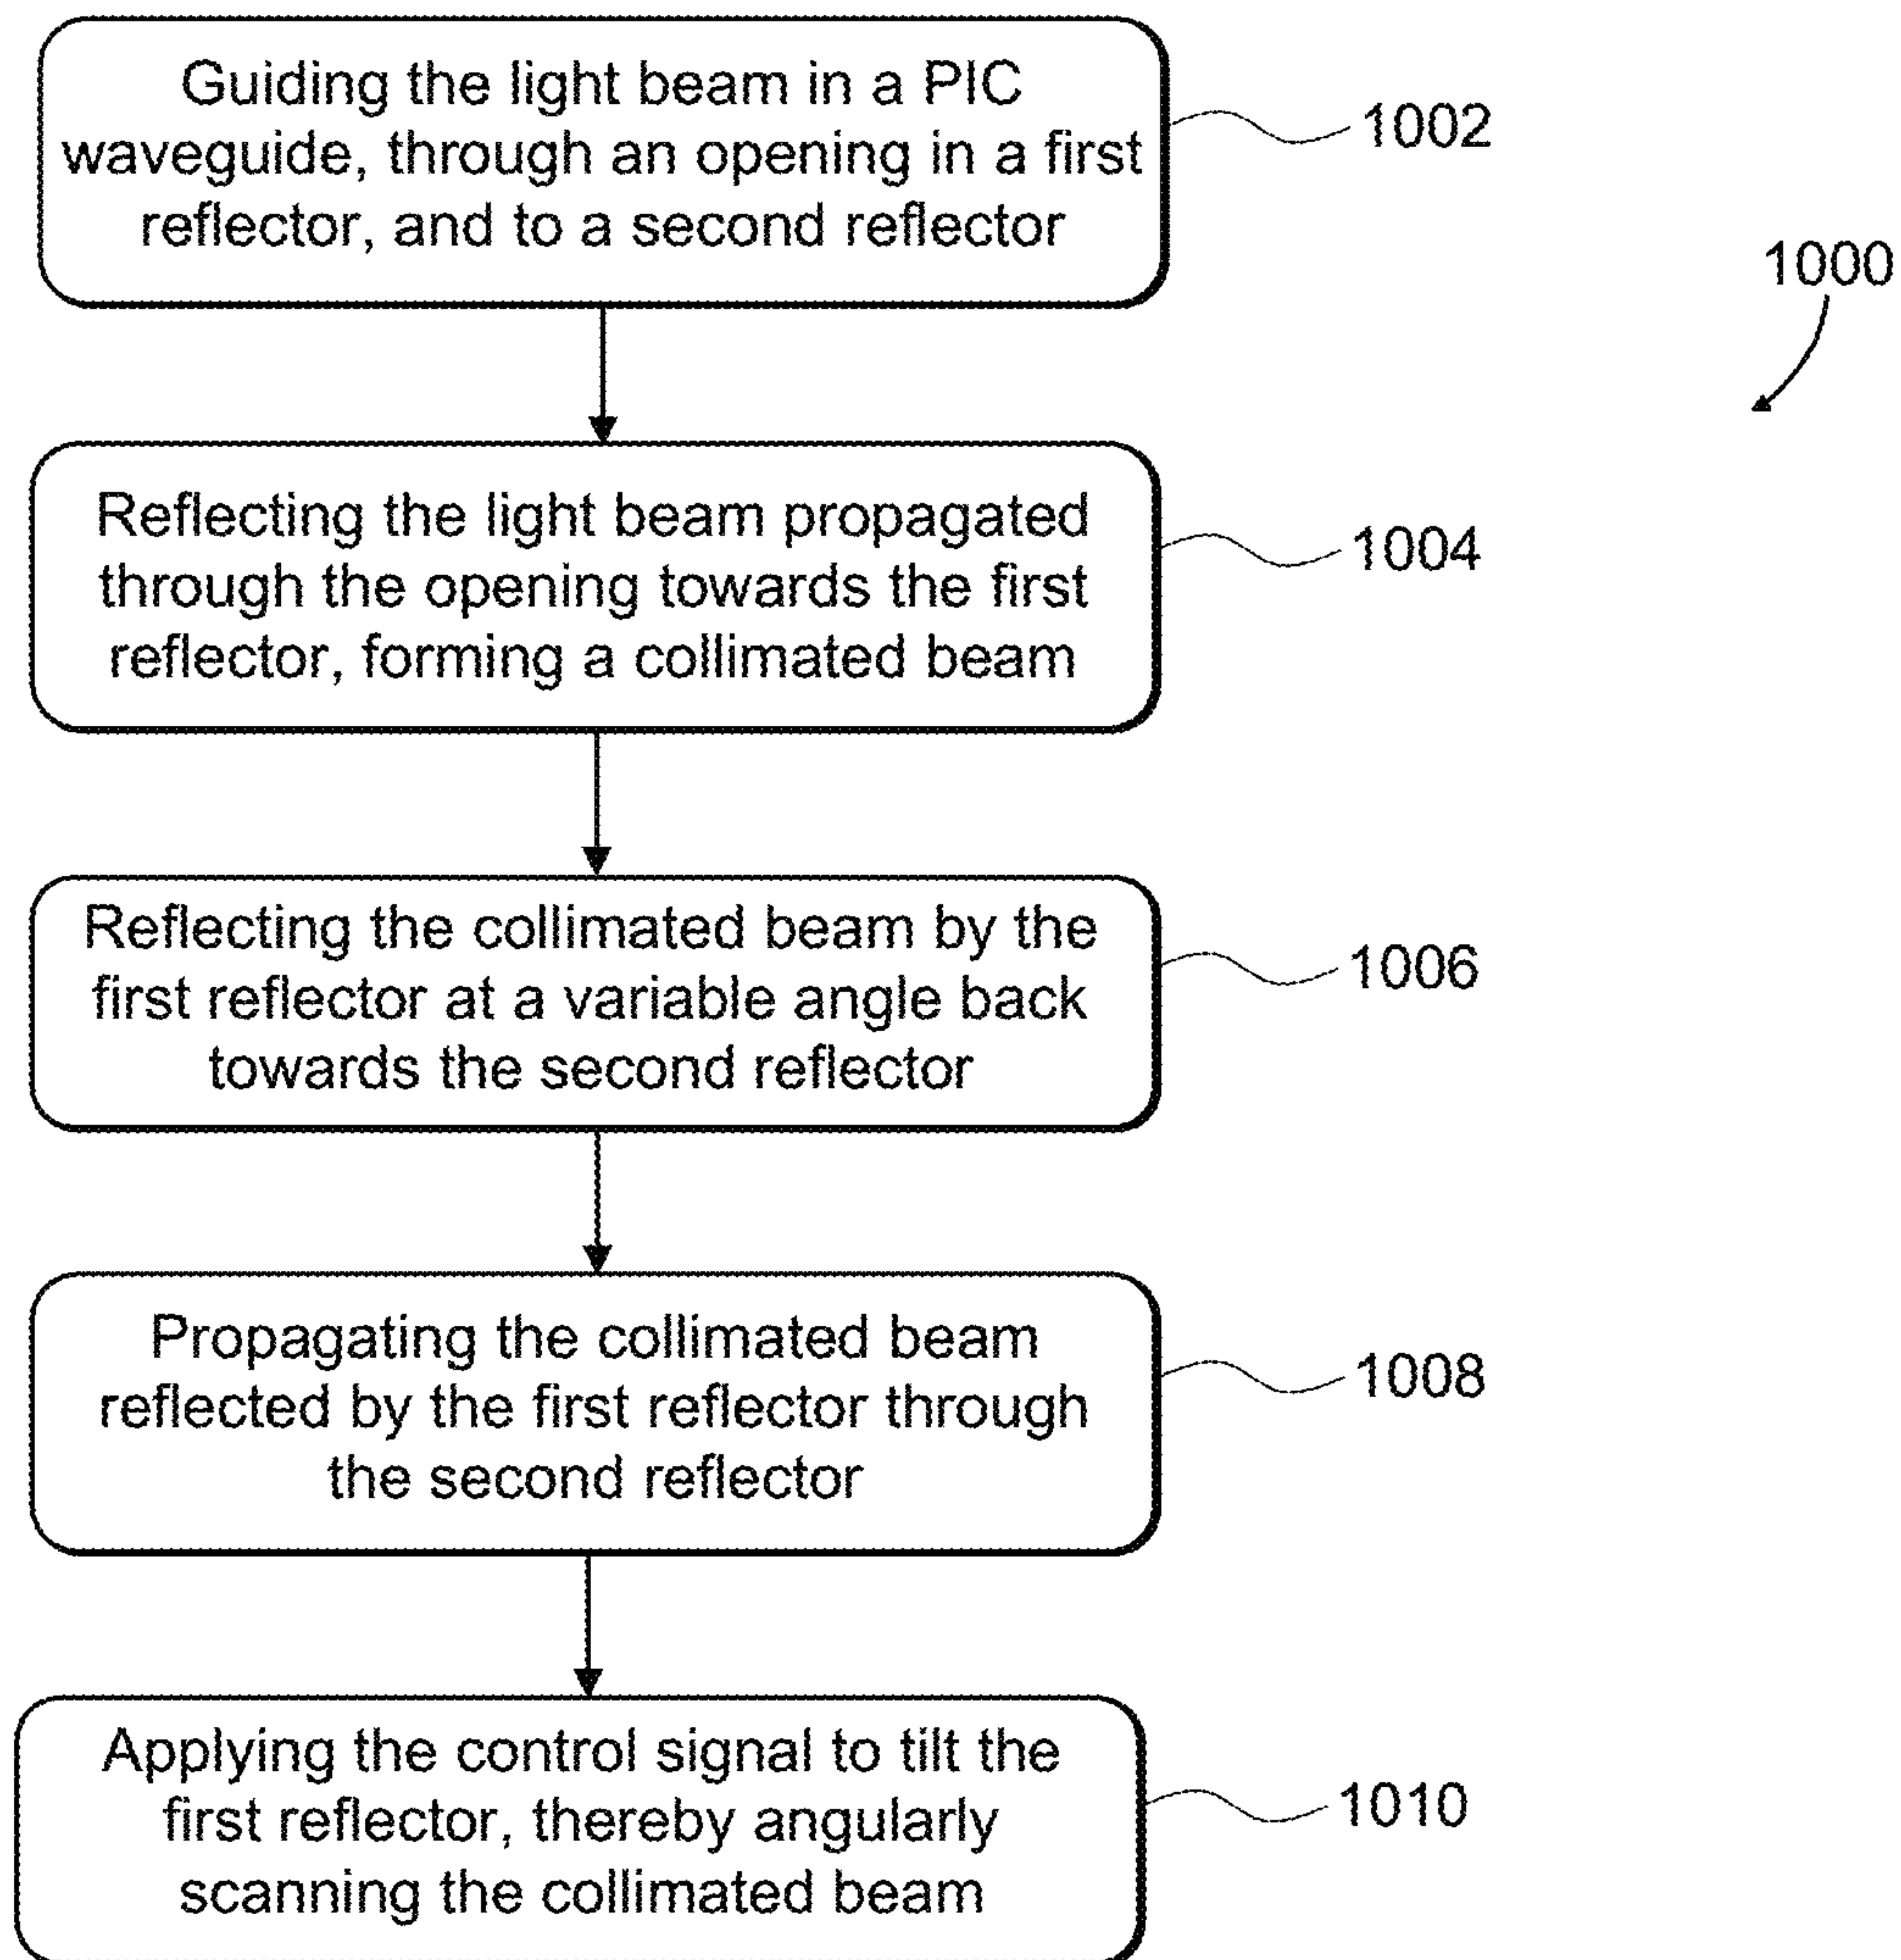 Guiding the light beam in a PIC
waveguide, through an opening in a first
reflector, and to a second reflector
1002
1000
Reflecting the light beam propagated
through the opening towards the first
reflector, forming a collimated beam
1004
Reflecting the collimated beam by the
first reflector at a variable angle back
towards the second reflector
1006
Propagating the collimated beam
reflected by the first reflector through
the second reflector
1008
Applying the control signal to tilt the
first reflector, thereby angularly
scanning the collimated beam
1010